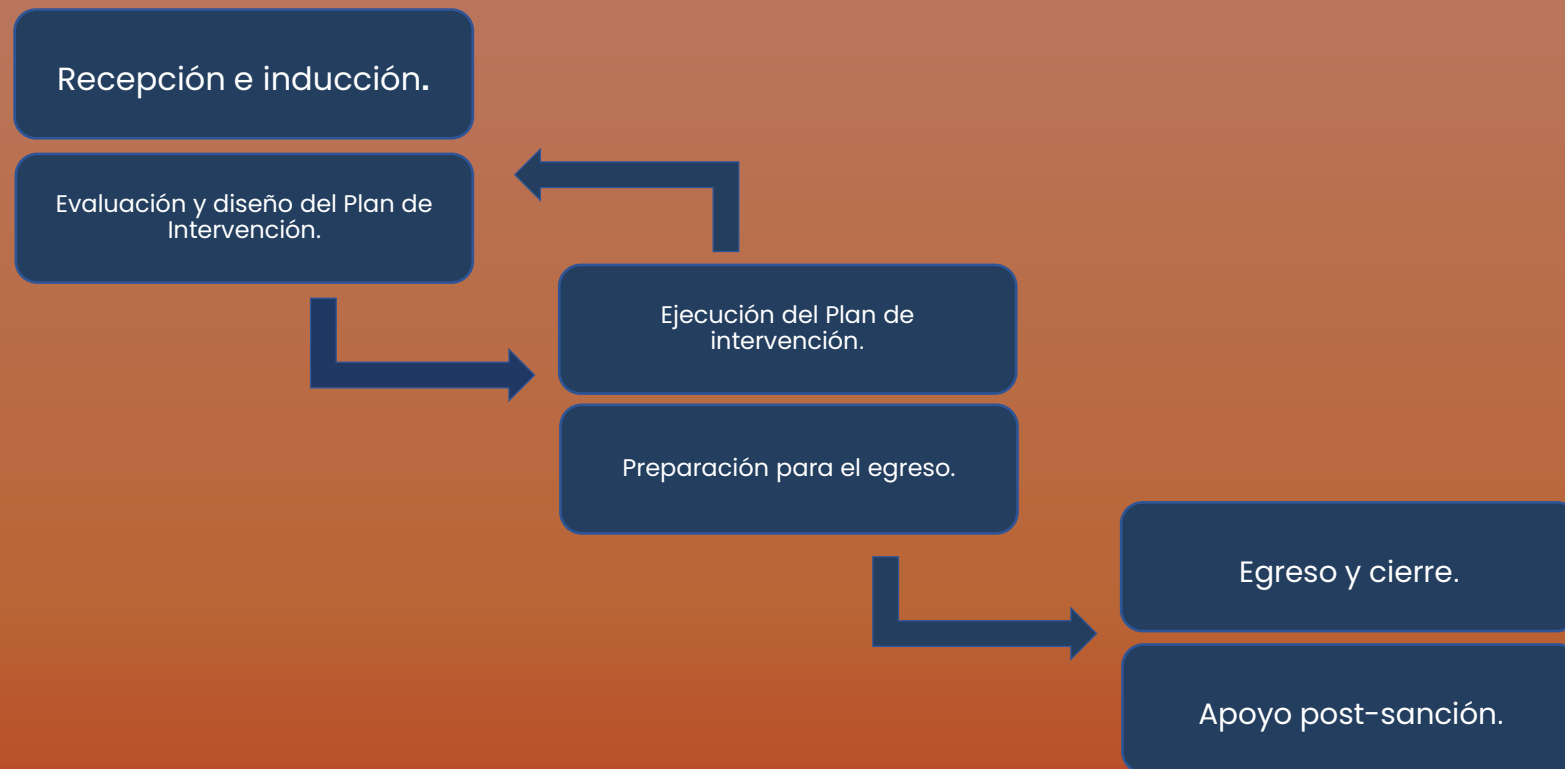 Recepción e inducción.
Evaluación y diseño del Plan de
Intervención.
Ejecución del Plan de
intervención.
Preparación para el egreso.
Egreso y cierre.
Apoyo post-sanción.